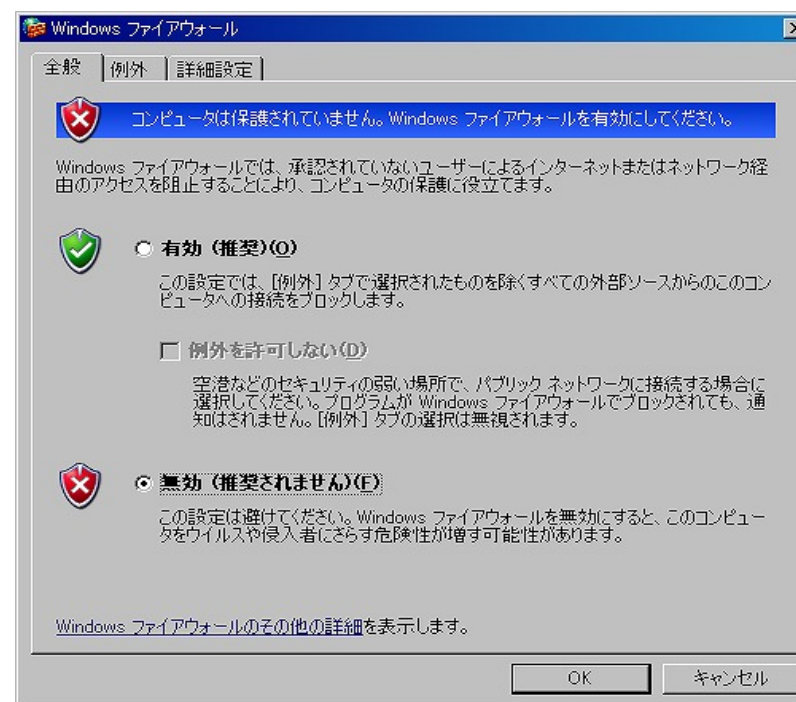 Windows ファイアウォール
全般 例外 詳細設定
コンピュータは保護されていません。Windows ファイアウォールを有効にしてください。
Windows ファイアウォールでは、承認されていないユーザーによるインターネットまたはネットワーク経
由のアクセスを阻止することにより、コンピュータの保護に役立てます。
有効 (推奨)(O)
この設定では、[例外] タブで選択されたものを除くすべての外部ソースからのこのコン
ピュータへの接続をブロックします。
例外を許可しない(D)
空港などのセキュリティの弱い場所で、パブリック ネットワークに接続する場合に
選択してください。プログラムが Windows ファイアウォールでブロックされても、通
知はされません。[例外] タブの選択は無視されます。
無効 (推奨されません)(F)
この設定は避けてください。Windows ファイアウォールを無効にすると、このコンピュー
タをウイルスや侵入者にさらす危険性が増す可能性があります。
Windows ファイアウォールのその他の詳細を表示します。
OK キャンセル